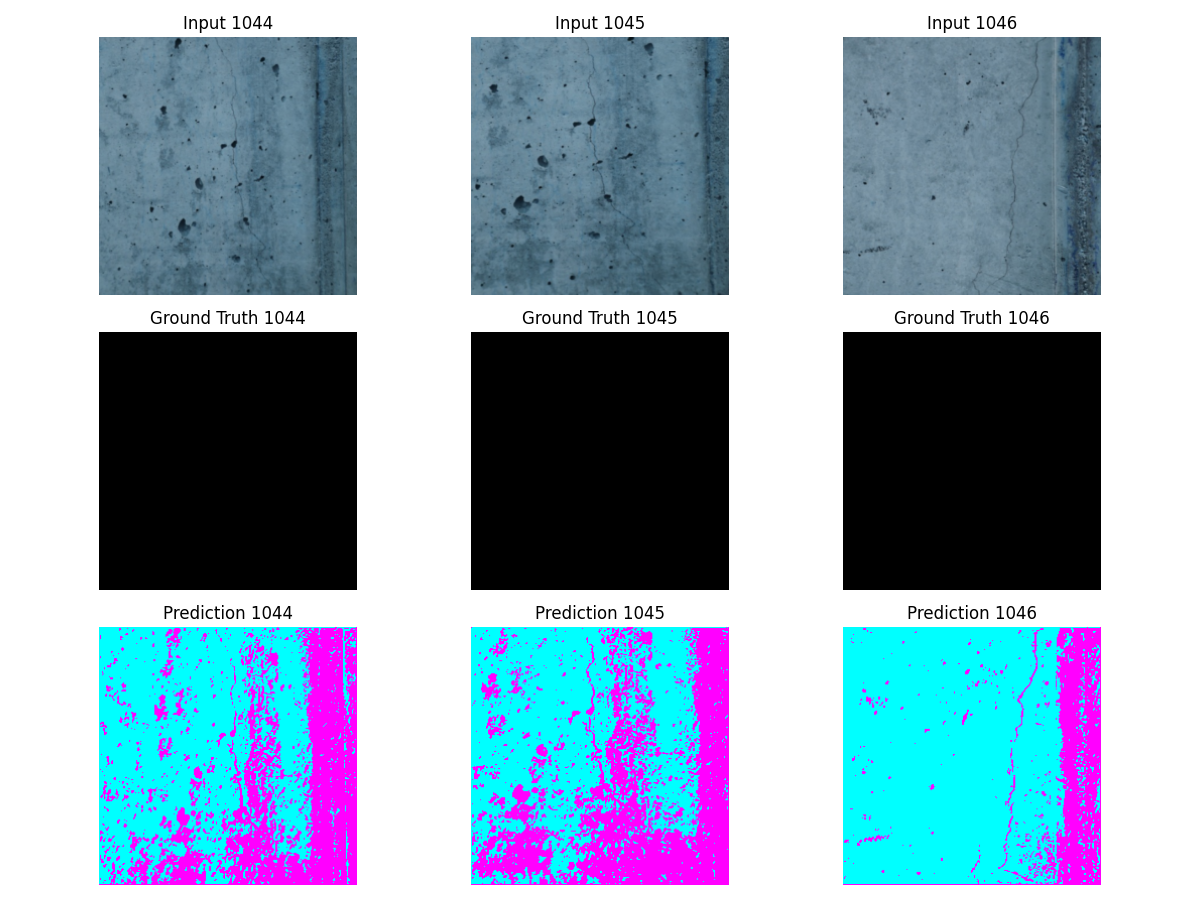 Input 1044
Input 1045
Input 1046
Ground Truth 1044
Ground Truth 1045
Ground Truth 1046
Prediction 1044
Prediction 1045
Prediction 1046